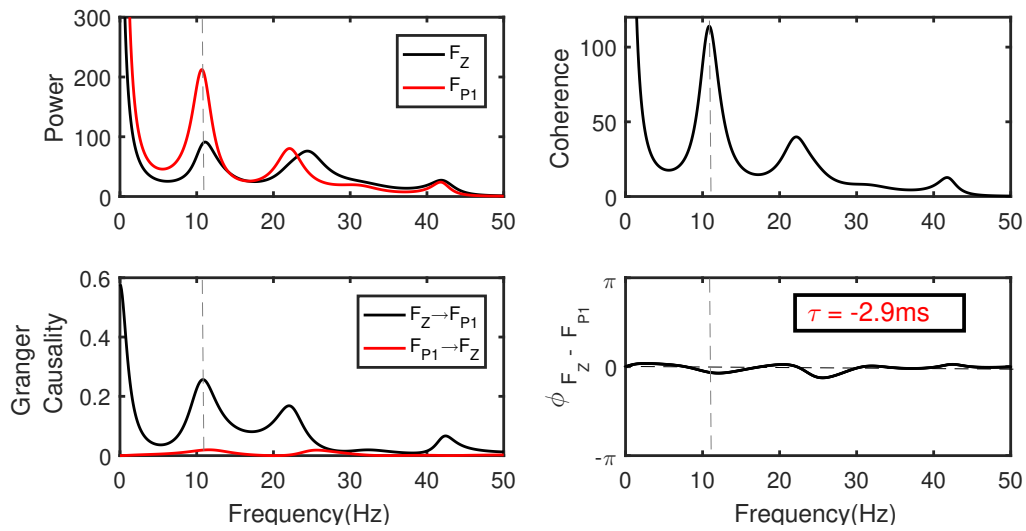 300
200
100
0
Power
F_Z
F_P1
0 10 20 30 40 50
100
50
0
Coherence
0 10 20 30 40 50
0.6
0.4
0.2
0
Granger
Causality
F_Z→F_P1
F_P1→F_Z
0 10 20 30 40 50
Frequency(Hz)
π
0
-π
ϕ F_Z - F_P1
τ = -2.9ms
0 10 20 30 40 50
Frequency(Hz)